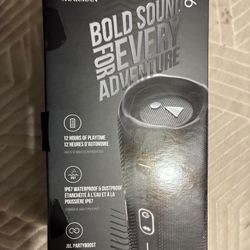 BOLD SOUND
FOR EVERY
ADVENTURE
12 HOURS OF PLAYTIME
12 HEURES D'AUTONOMIE
IP67 WATERPROOF & DUSTPROOF
ÉTANCHE À L'EAU ET À LA
POUSSIÈRE IP67
JBL PARTYBOOST